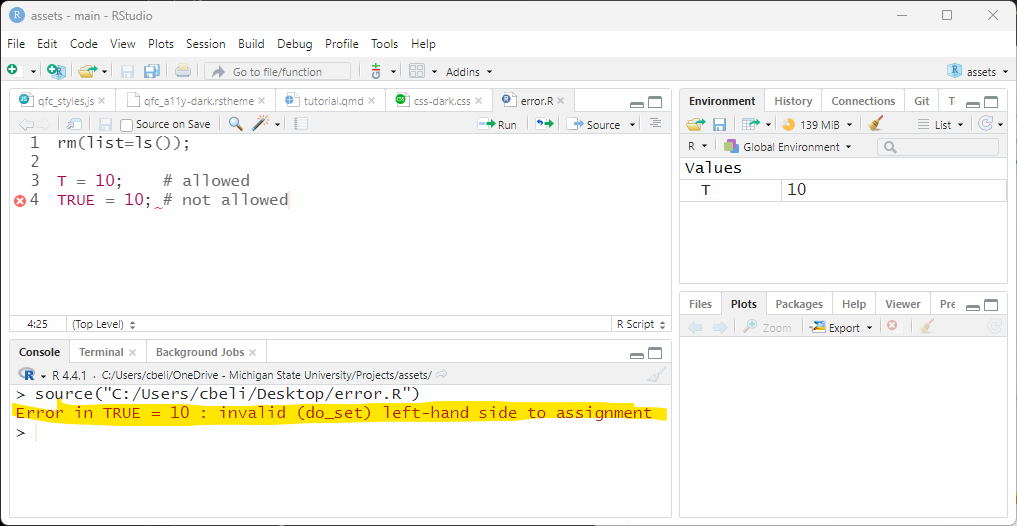 assets - main - RStudio
File Edit Code View Plots Session Build Debug Profile Tools Help
Go to file/function Addins assets
qfc_styles.js qfc_a11y-dark.rstheme tutorial.qmd css-dark.css error.R
Source on Save Run Source
1 rm(list=ls());
2
3 T = 10; # allowed
4 TRUE = 10; # not allowed
4:25 (Top Level) R Script
Console Terminal Background Jobs
R 4.4.1 · C:/Users/cbeli/OneDrive - Michigan State University/Projects/assets/
> source("C:/Users/cbeli/Desktop/error.R")
Error in TRUE = 10 : invalid (do_set) left-hand side to assignment
>
Environment History Connections Git T
139 MiB List
R Global Environment
Values
T 10
Files Plots Packages Help Viewer Pre
Zoom Export